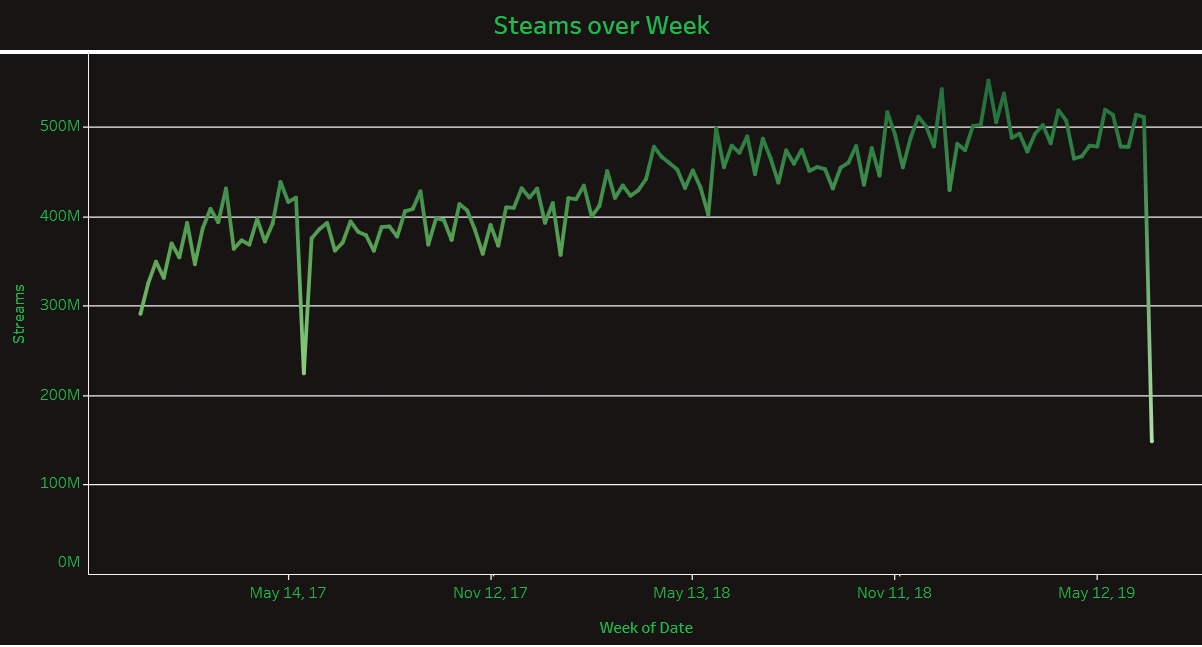 Steams over Week
Streams
500M
400M
300M
200M
100M
0M
May 14, 17
Nov 12, 17
May 13, 18
Nov 11, 18
May 12, 19
Week of Date